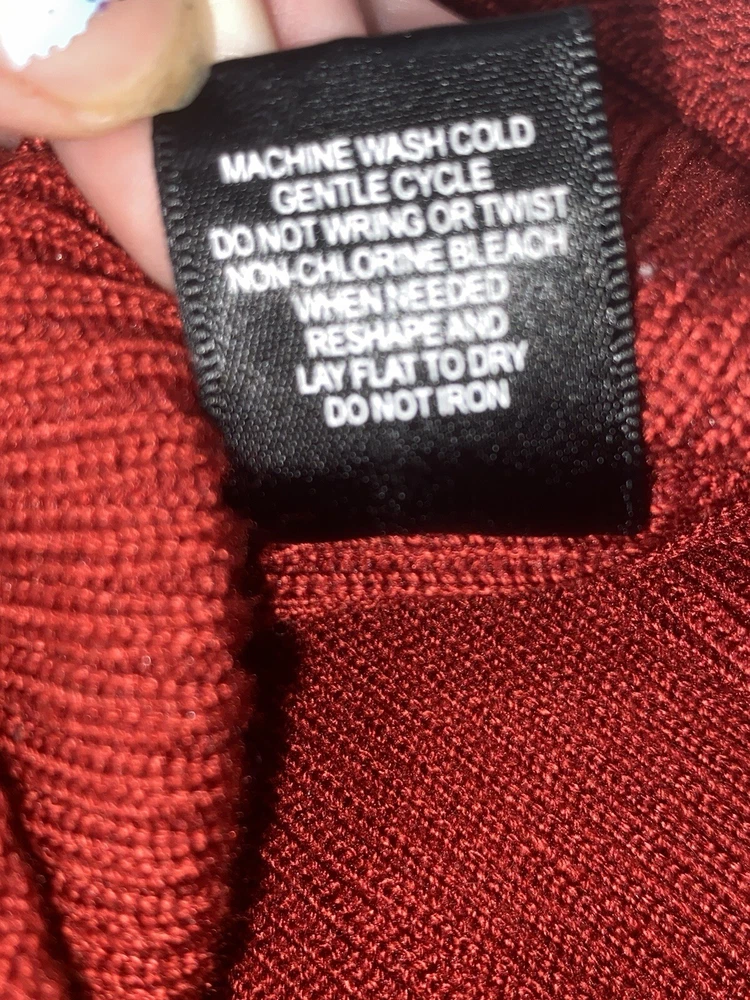 MACHINE WASH COLD
GENTLE CYCLE
DO NOT WRING OR TWIST
NON-CHLORINE BLEACH
WHEN NEEDED
RESHAPE AND
LAY FLAT TO DRY
DO NOT IRON